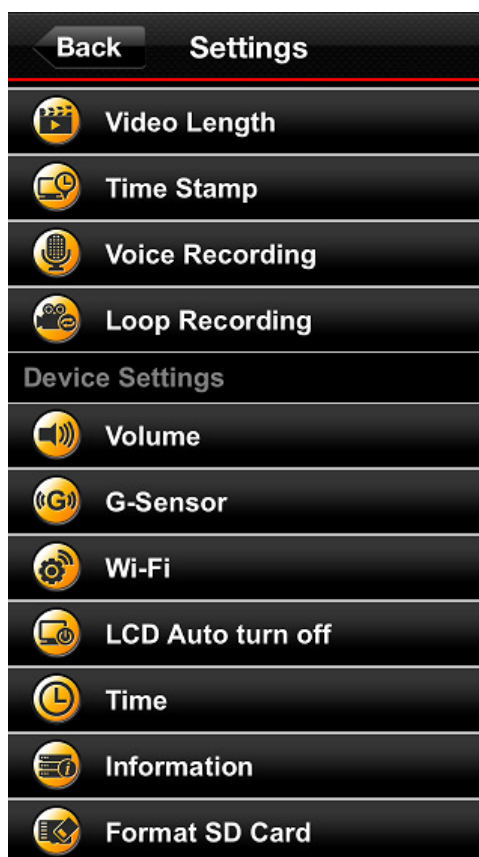 Back Settings
Video Length
Time Stamp
Voice Recording
Loop Recording
Device Settings
Volume
G-Sensor
Wi-Fi
LCD Auto turn off
Time
Information
Format SD Card